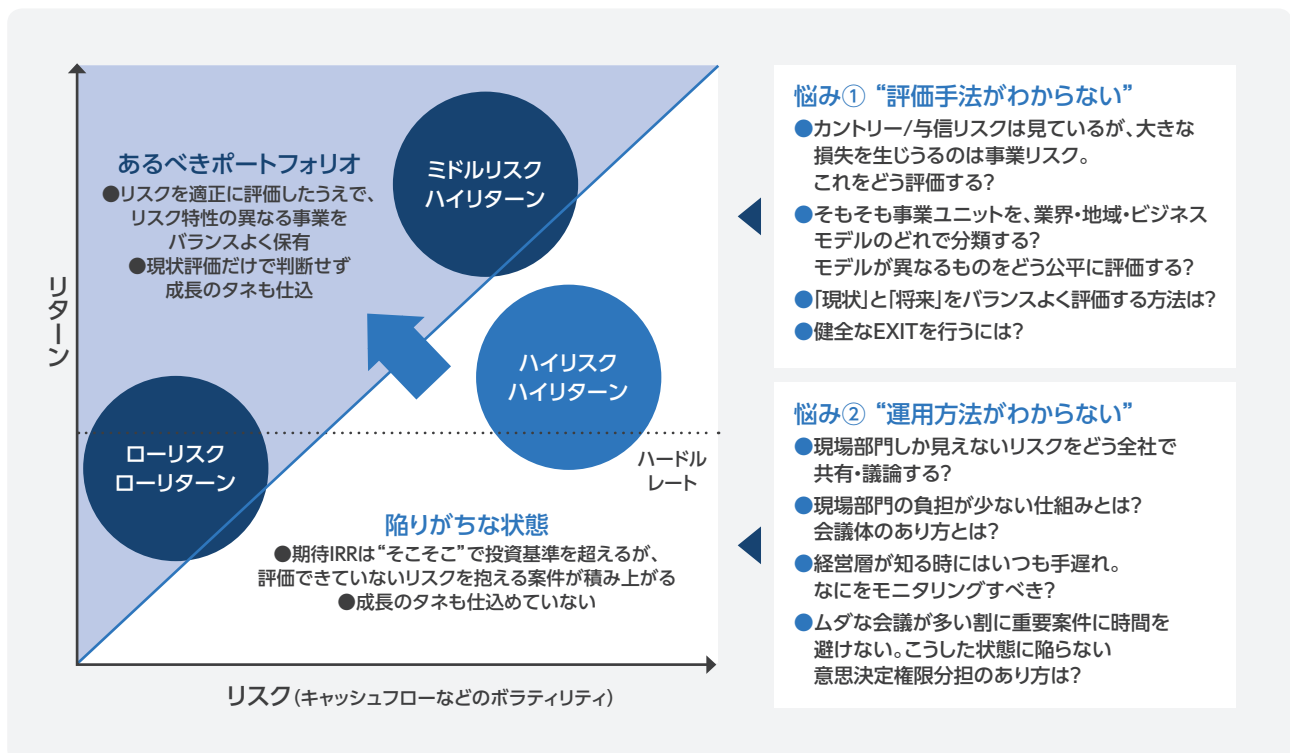 リターン
あるべきポートフォリオ
●リスクを適正に評価したうえで、
リスク特性の異なる事業を
バランスよく保有
●現状評価だけで判断せず
成長のタネも仕込
ミドルリスク
ハイリターン
ハイリスク
ハイリターン
ローリスク
ローリターン
ハードル
レート
陥りがちな状態
●期待IRRは“そこそこ”で投資基準を超えるが、
評価できていないリスクを抱える案件が積み上がる
●成長のタネも仕込めていない
リスク(キャッシュフローなどのボラティリティ)
悩み① “評価手法がわからない”
●カントリー/与信リスクは見ているが、大きな
損失を生じうるのは事業リスク。
これをどう評価する?
●そもそも事業ユニットを、業界・地域・ビジネス
モデルのどれで分類する?
モデルが異なるものをどう公平に評価する?
●「現状」と「将来」をバランスよく評価する方法は?
●健全なEXITを行うには?
悩み② “運用方法がわからない”
●現場部門しか見えないリスクをどう全社で
共有・議論する?
●現場部門の負担が少ない仕組みとは?
会議体のあり方とは?
●経営層が知る時にはいつも手遅れ。
なにをモニタリングすべき?
●ムダな会議が多い割に重要案件に時間を
避けない。こうした状態に陥らない
意思決定権限分担のあり方は?